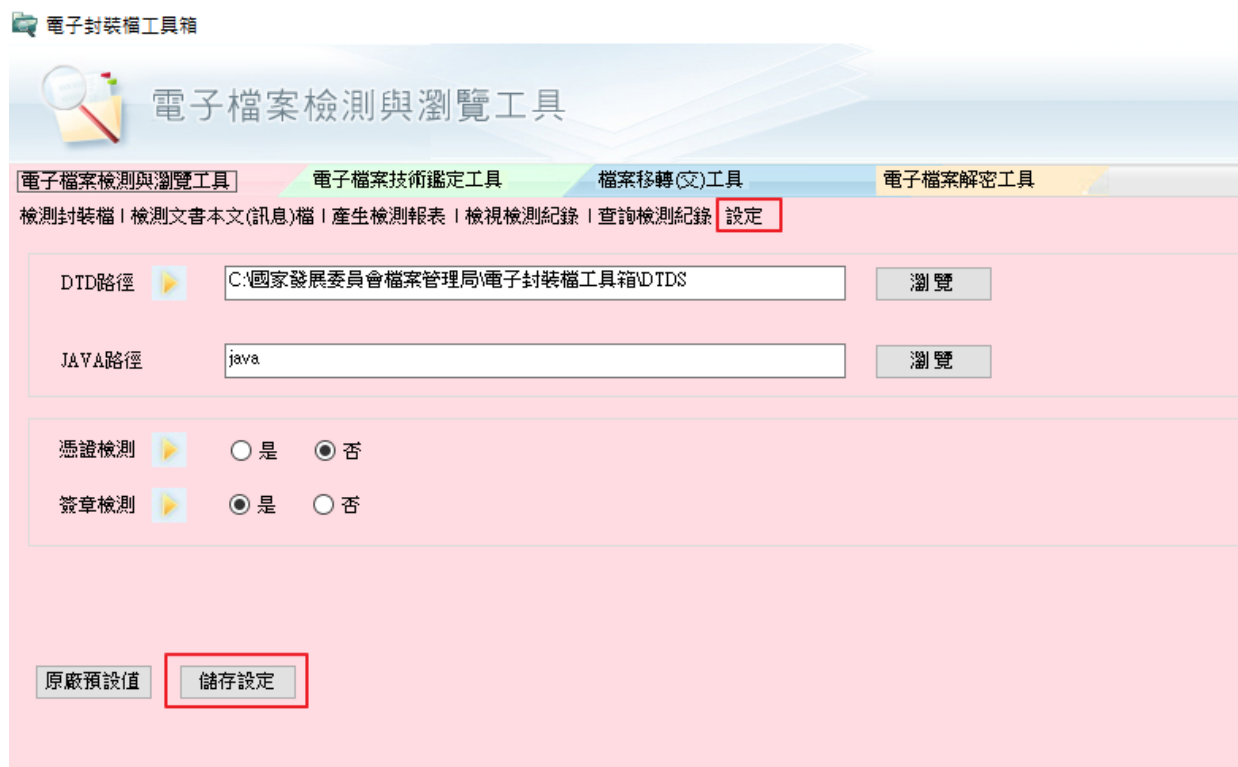 電子封裝檔工具箱
電子檔案檢測與瀏覽工具
電子檔案檢測與瀏覽工具 電子檔案技術鑑定工具 檔案移轉(交)工具 電子檔案解密工具
檢測封裝檔 | 檢測文書本文(訊息)檔 | 產生檢測報表 | 檢視檢測紀錄 | 查詢檢測紀錄 設定
DTD路徑 C:\國家發展委員會檔案管理局\電子封裝檔工具箱\DTDS 瀏覽
JAVA路徑 java 瀏覽
憑證檢測 是 否
簽章檢測 是 否
原廠預設值 儲存設定